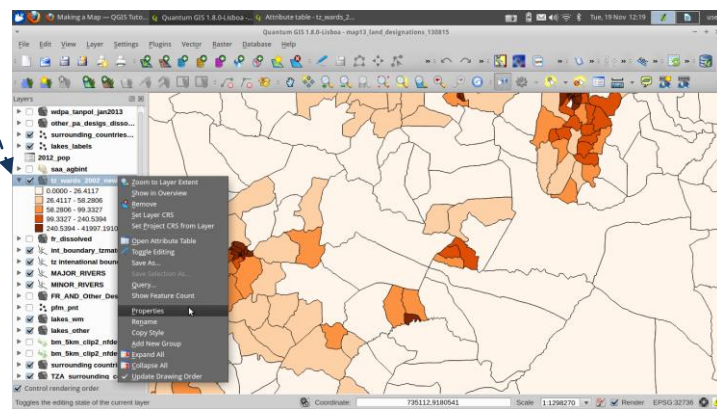 Making a Map — QGIS Tuto...
Quantum GIS 1.8.0-Lisboa -...
Attribute table - tz_wards_2...
Tue, 19 Nov 12:19
Quantum GIS 1.8.0-Lisboa - map13_land_designations_130815
File Edit View Layer Settings Plugins Vector Raster Database Help
Layers
wdpa_tanpol_jan2013
other_pa_desig_disso...
surrounding_countries...
lakes_labels
2012_pop
saa_agbint
tz_wards_2002_new
0.0000 - 26.4117
26.4117 - 58.2806
58.2806 - 99.3327
99.3327 - 240.5394
240.5394 - 41997.1910
fr_dissolved
int_boundary_tzmat
tz intenational boun
MAJOR_RIVERS
MINOR_RIVERS
FR_AND_Other_Des
pfm_pnt
lakes_wm
lakes_other
bm_5km_clip2_nfde
bm_5km_clip2_nfde
surrounding countri
TZA_surrounding c
Control rendering order
Zoom to Layer Extent
Show in Overview
Remove
Set Layer CRS
Set Project CRS from Layer
Open Attribute Table
Toggle Editing
Save As...
Save Selection As...
Query...
Show Feature Count
Properties
Rename
Copy Style
Add New Group
Expand All
Collapse All
Update Drawing Order
Toggles the editing state of the current layer
Coordinate: 735112,9180541 Scale 1:1298270 Render EPSG:32736